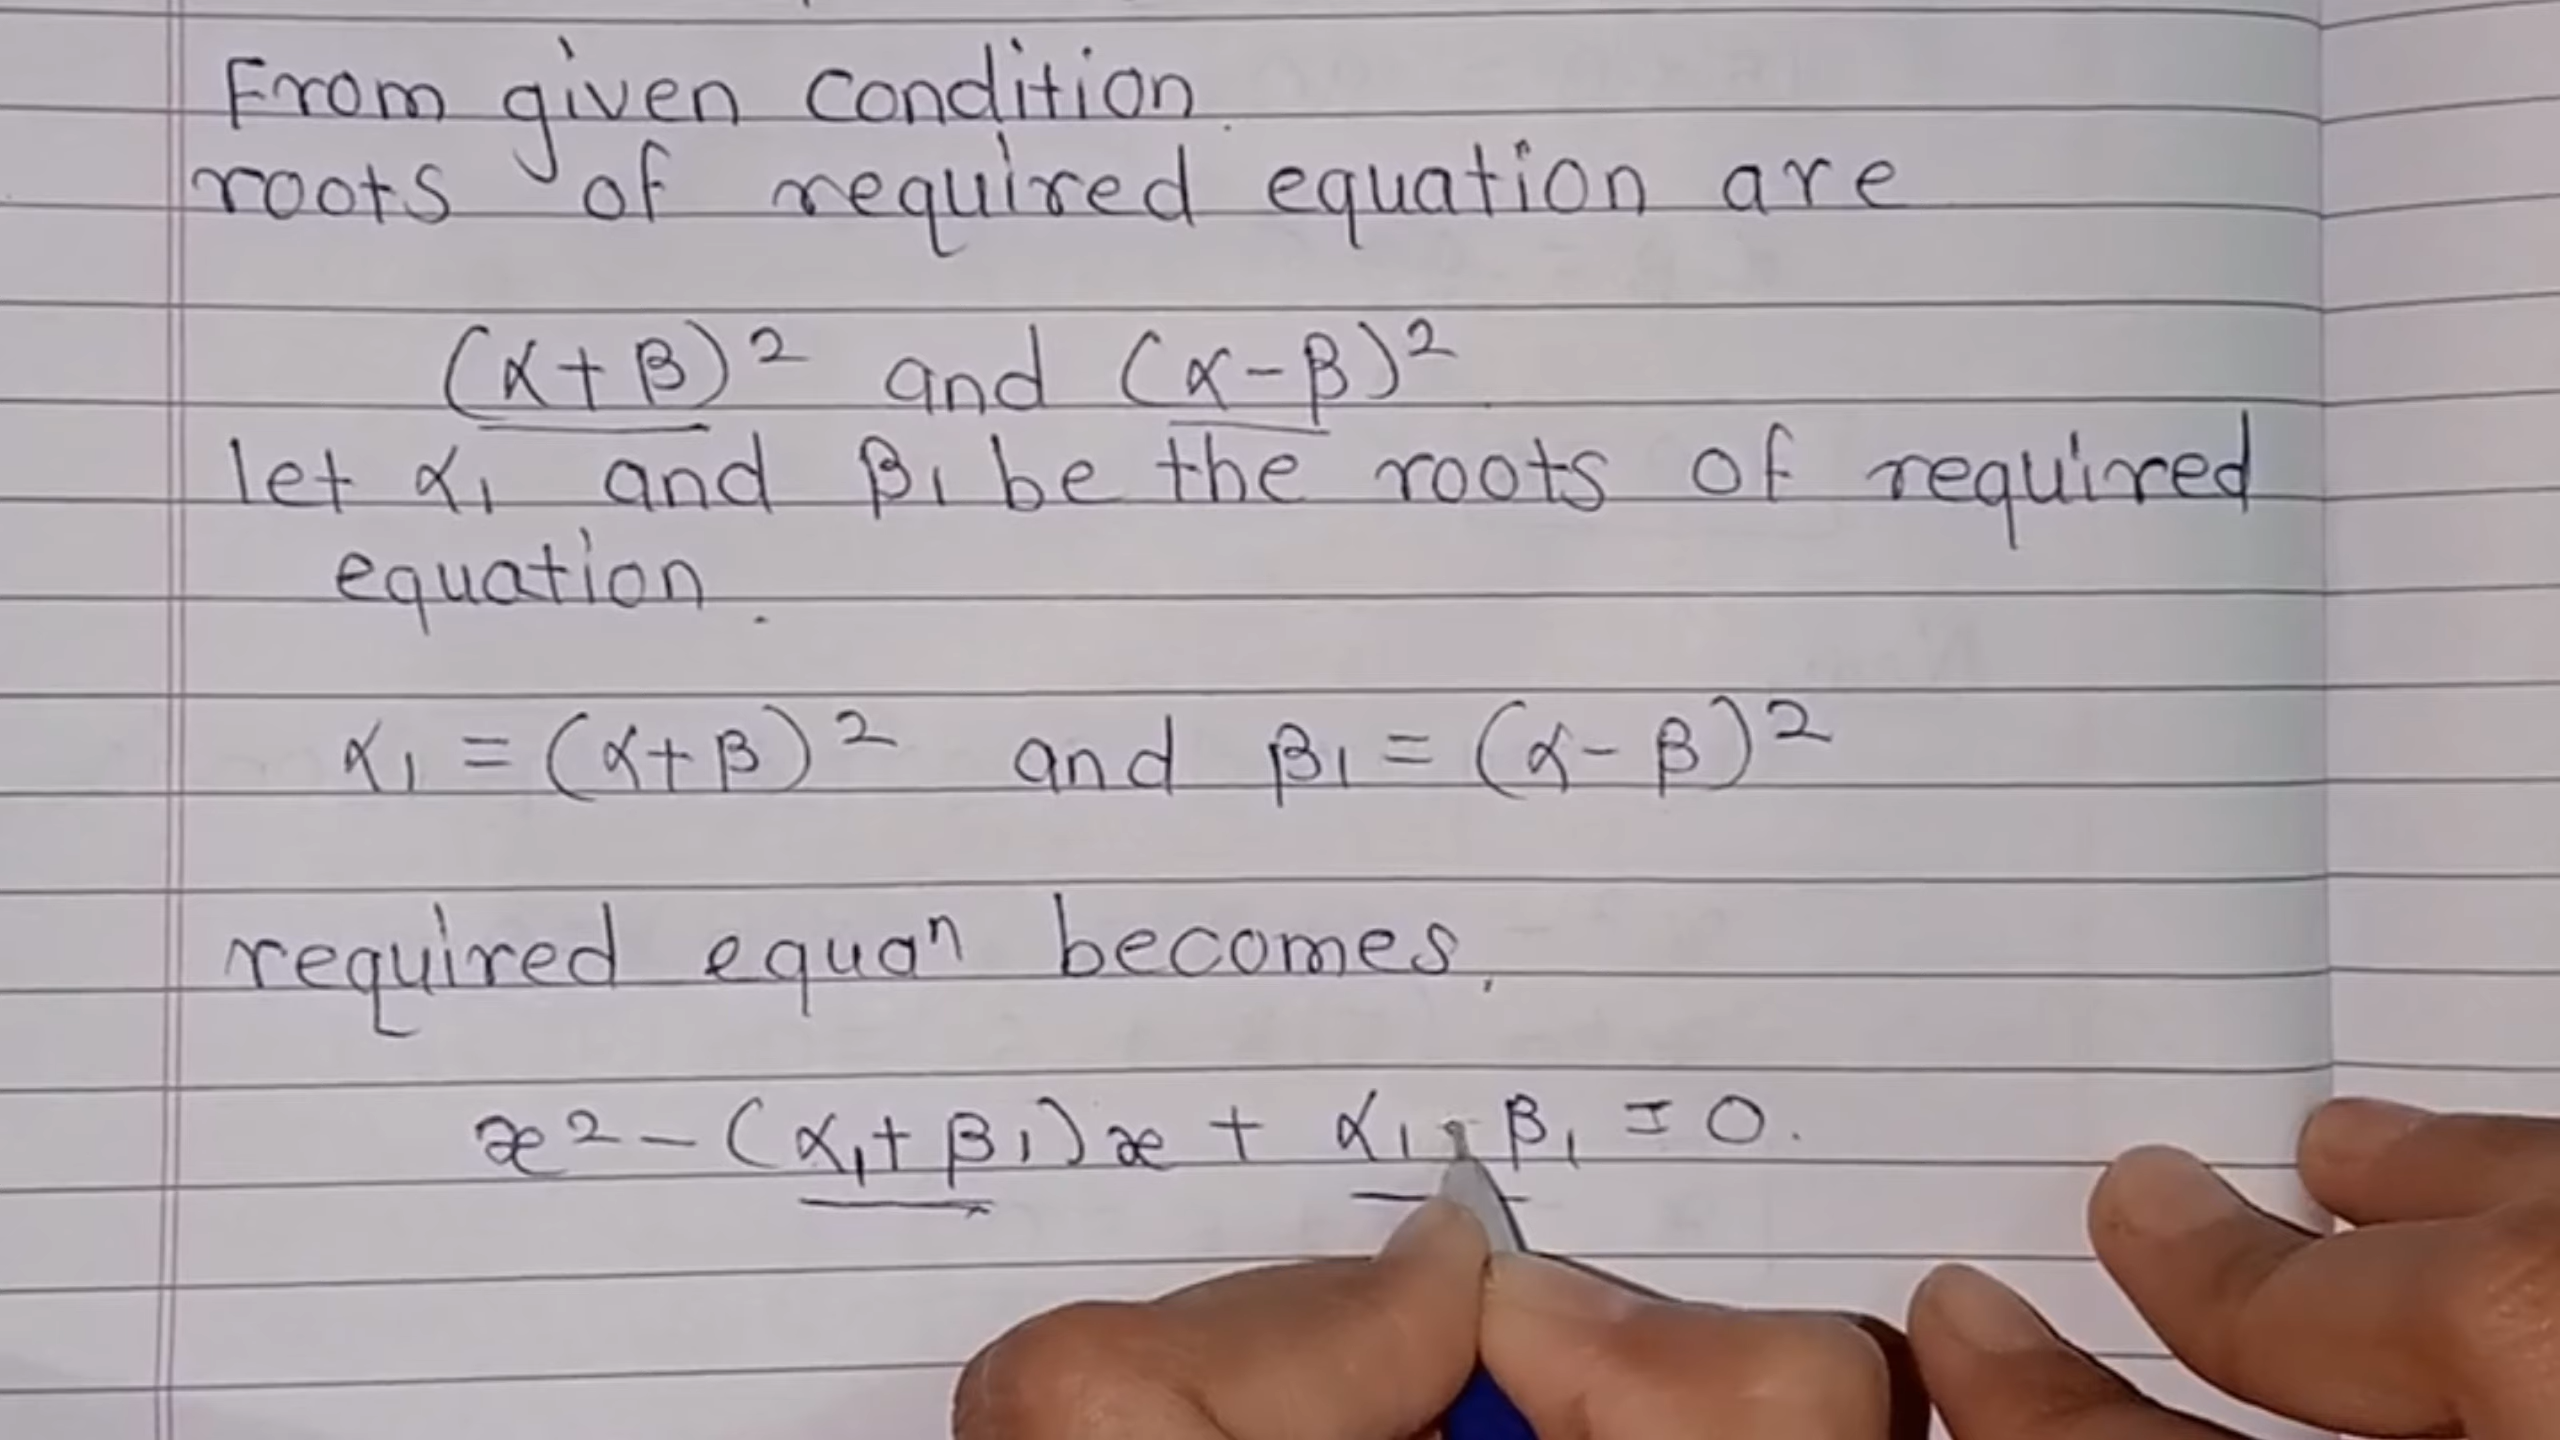 From given condition.
roots of required equation are
(α+β)² and (α-β)²
let α₁ and β₁ be the roots of required
equation.
α₁ = (α+β)² and β₁ = (α-β)²
required equaⁿ becomes,
x² - (α₁+β₁)x + α₁·β₁ = 0.